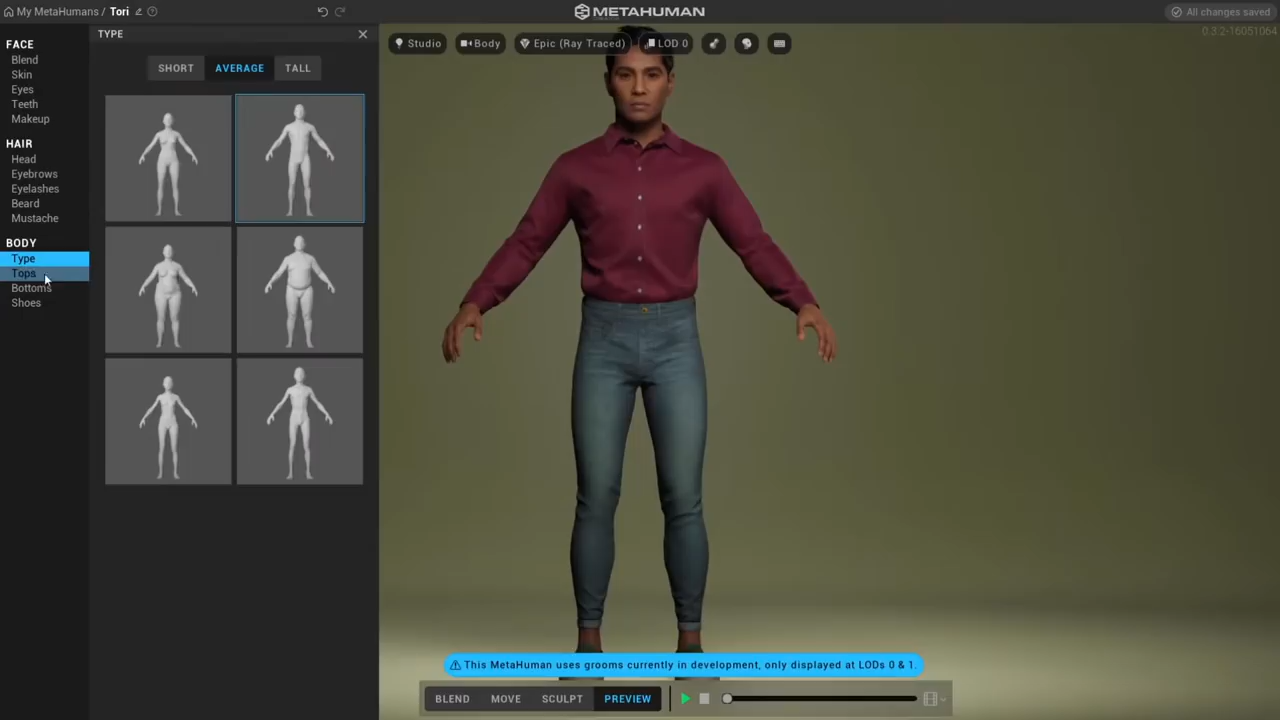 My MetaHumans / Tori
METAHUMAN
All changes saved
0.3.2-16051064
FACE
Blend
Skin
Eyes
Teeth
Makeup
HAIR
Head
Eyebrows
Eyelashes
Beard
Mustache
BODY
Type
Tops
Bottoms
Shoes
TYPE
SHORT AVERAGE TALL
Studio Body Epic (Ray Traced) LOD 0
This MetaHuman uses grooms currently in development, only displayed at LODs 0 & 1.
BLEND MOVE SCULPT PREVIEW